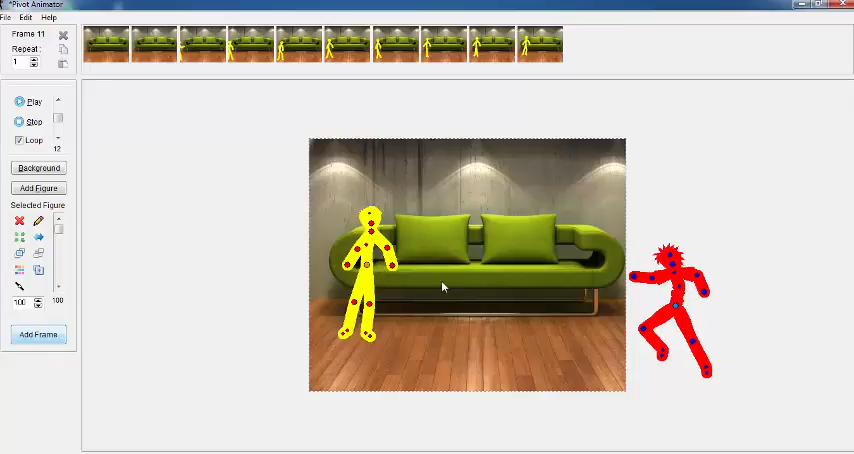 *Pivot Animator
File Edit Help
Frame 11
Repeat :
1
Play
Stop
Loop
12
Background
Add Figure
Selected Figure
100
100
Add Frame